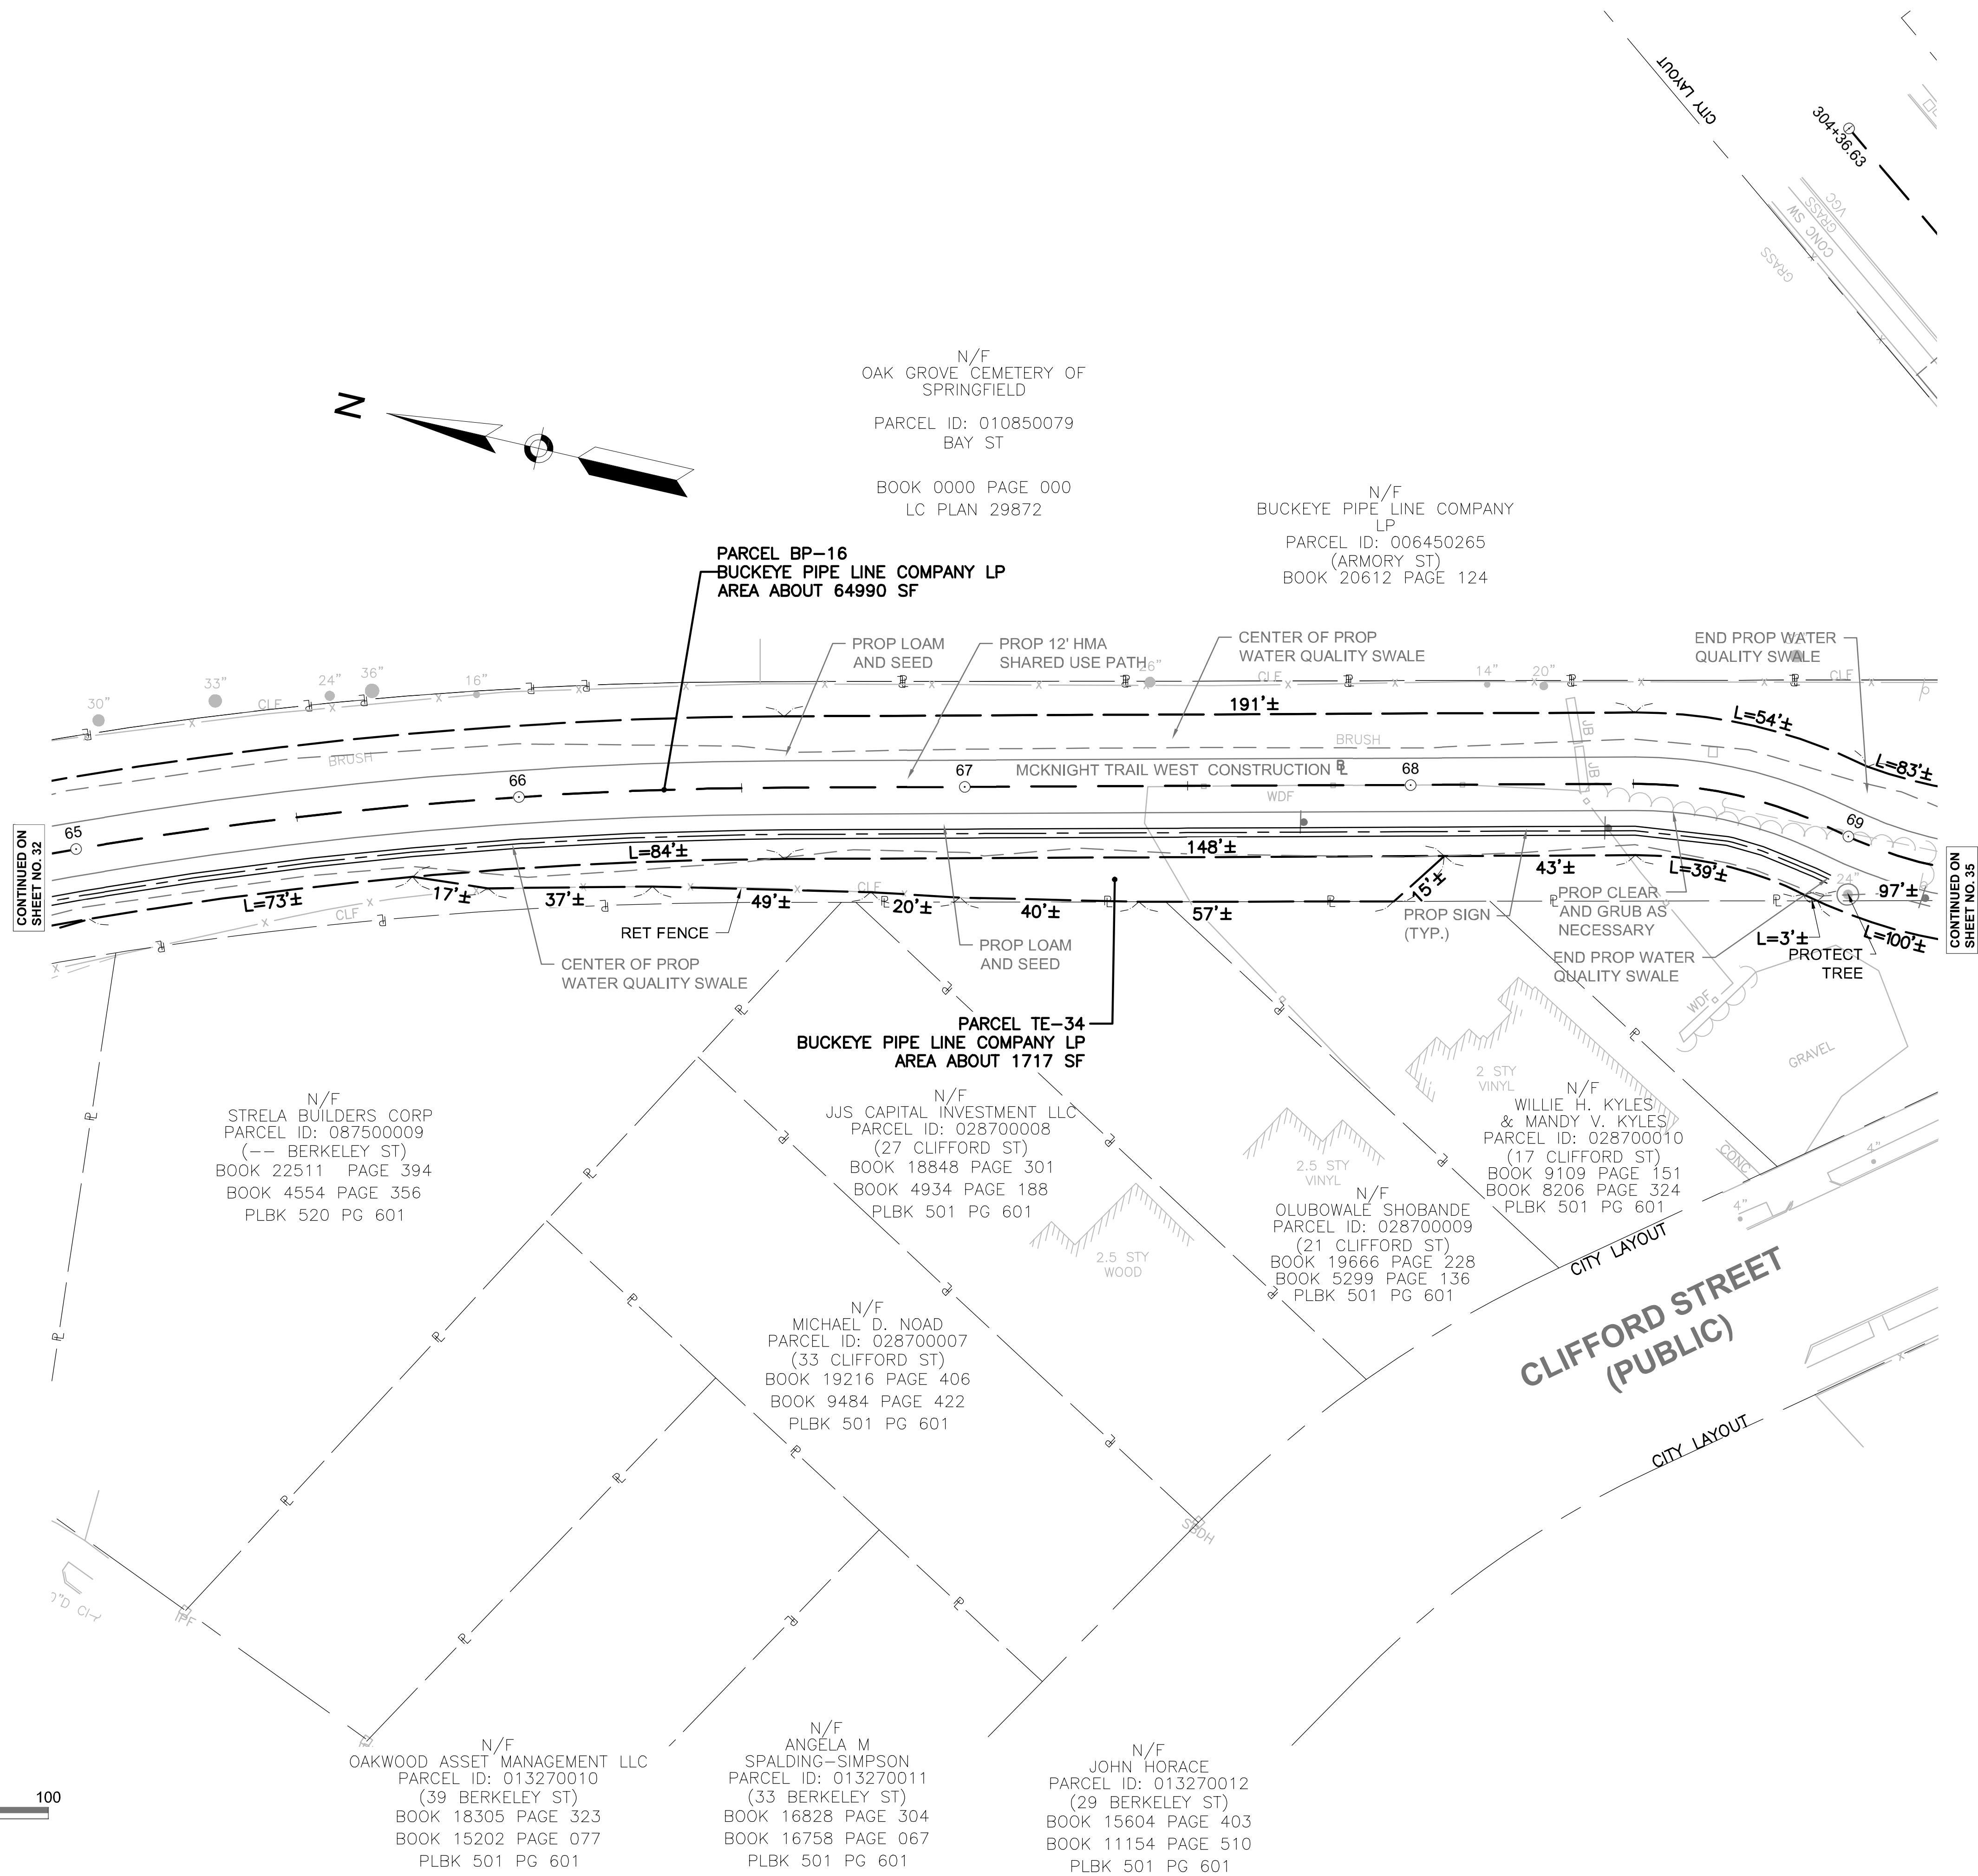 CITY LAYOUT
304+36.63
VGC
GRASS
CONC SW
GRASS
N
N/F
OAK GROVE CEMETERY OF
SPRINGFIELD
PARCEL ID: 010850079
BAY ST
BOOK 0000 PAGE 000
LC PLAN 29872
N/F
BUCKEYE PIPE LINE COMPANY
LP
PARCEL ID: 006450265
(ARMORY ST)
BOOK 20612 PAGE 124
PARCEL BP-16
BUCKEYE PIPE LINE COMPANY LP
AREA ABOUT 64990 SF
PROP LOAM
AND SEED
PROP 12' HMA
SHARED USE PATH
CENTER OF PROP
WATER QUALITY SWALE
END PROP WATER
QUALITY SWALE
30"
33"
CLF
24"
36"
16"
26"
CLF
14"
20"
CLF
191'±
L=54'±
L=83'±
BRUSH
BRUSH
JB
JB
MCKNIGHT TRAIL WEST CONSTRUCTION BL
WDF
65
66
67
68
69
CONTINUED ON
SHEET NO. 32
CONTINUED ON
SHEET NO. 35
L=84'±
148'±
43'±
L=39'±
24"
97'±
L=73'±
17'±
37'±
49'±
CLF
20'±
40'±
57'±
15'±
L=3'±
L=100'±
CLF
RET FENCE
CENTER OF PROP
WATER QUALITY SWALE
PROP LOAM
AND SEED
PROP SIGN
(TYP.)
PROP CLEAR
AND GRUB AS
NECESSARY
END PROP WATER
QUALITY SWALE
PROTECT
TREE
PARCEL TE-34
BUCKEYE PIPE LINE COMPANY LP
AREA ABOUT 1717 SF
WDF
GRAVEL
2 STY
VINYL
N/F
STRELA BUILDERS CORP
PARCEL ID: 087500009
(-- BERKELEY ST)
BOOK 22511 PAGE 394
BOOK 4554 PAGE 356
PLBK 520 PG 601
N/F
JJS CAPITAL INVESTMENT LLC
PARCEL ID: 028700008
(27 CLIFFORD ST)
BOOK 18848 PAGE 301
BOOK 4934 PAGE 188
PLBK 501 PG 601
2.5 STY
VINYL
2.5 STY
WOOD
N/F
WILLIE H. KYLES
& MANDY V. KYLES
PARCEL ID: 028700010
(17 CLIFFORD ST)
BOOK 9109 PAGE 151
BOOK 8206 PAGE 324
PLBK 501 PG 601
CONC
4"
4"
N/F
OLUBOWALE SHOBANDE
PARCEL ID: 028700009
(21 CLIFFORD ST)
BOOK 19666 PAGE 228
BOOK 5299 PAGE 136
PLBK 501 PG 601
CITY LAYOUT
CLIFFORD STREET
(PUBLIC)
CITY LAYOUT
N/F
MICHAEL D. NOAD
PARCEL ID: 028700007
(33 CLIFFORD ST)
BOOK 19216 PAGE 406
BOOK 9484 PAGE 422
PLBK 501 PG 601
SBDH
IPF
N/F
OAKWOOD ASSET MANAGEMENT LLC
PARCEL ID: 013270010
(39 BERKELEY ST)
BOOK 18305 PAGE 323
BOOK 15202 PAGE 077
PLBK 501 PG 601
N/F
ANGELA M
SPALDING-SIMPSON
PARCEL ID: 013270011
(33 BERKELEY ST)
BOOK 16828 PAGE 304
BOOK 16758 PAGE 067
PLBK 501 PG 601
N/F
JOHN HORACE
PARCEL ID: 013270012
(29 BERKELEY ST)
BOOK 15604 PAGE 403
BOOK 11154 PAGE 510
PLBK 501 PG 601
100